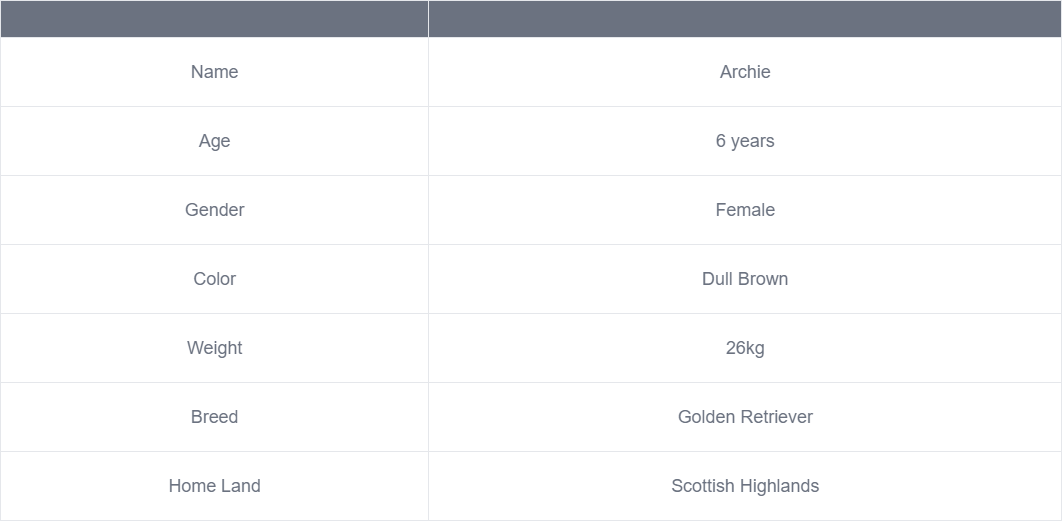 Name Archie
Age 6 years
Gender Female
Color Dull Brown
Weight 26kg
Breed Golden Retriever
Home Land Scottish Highlands